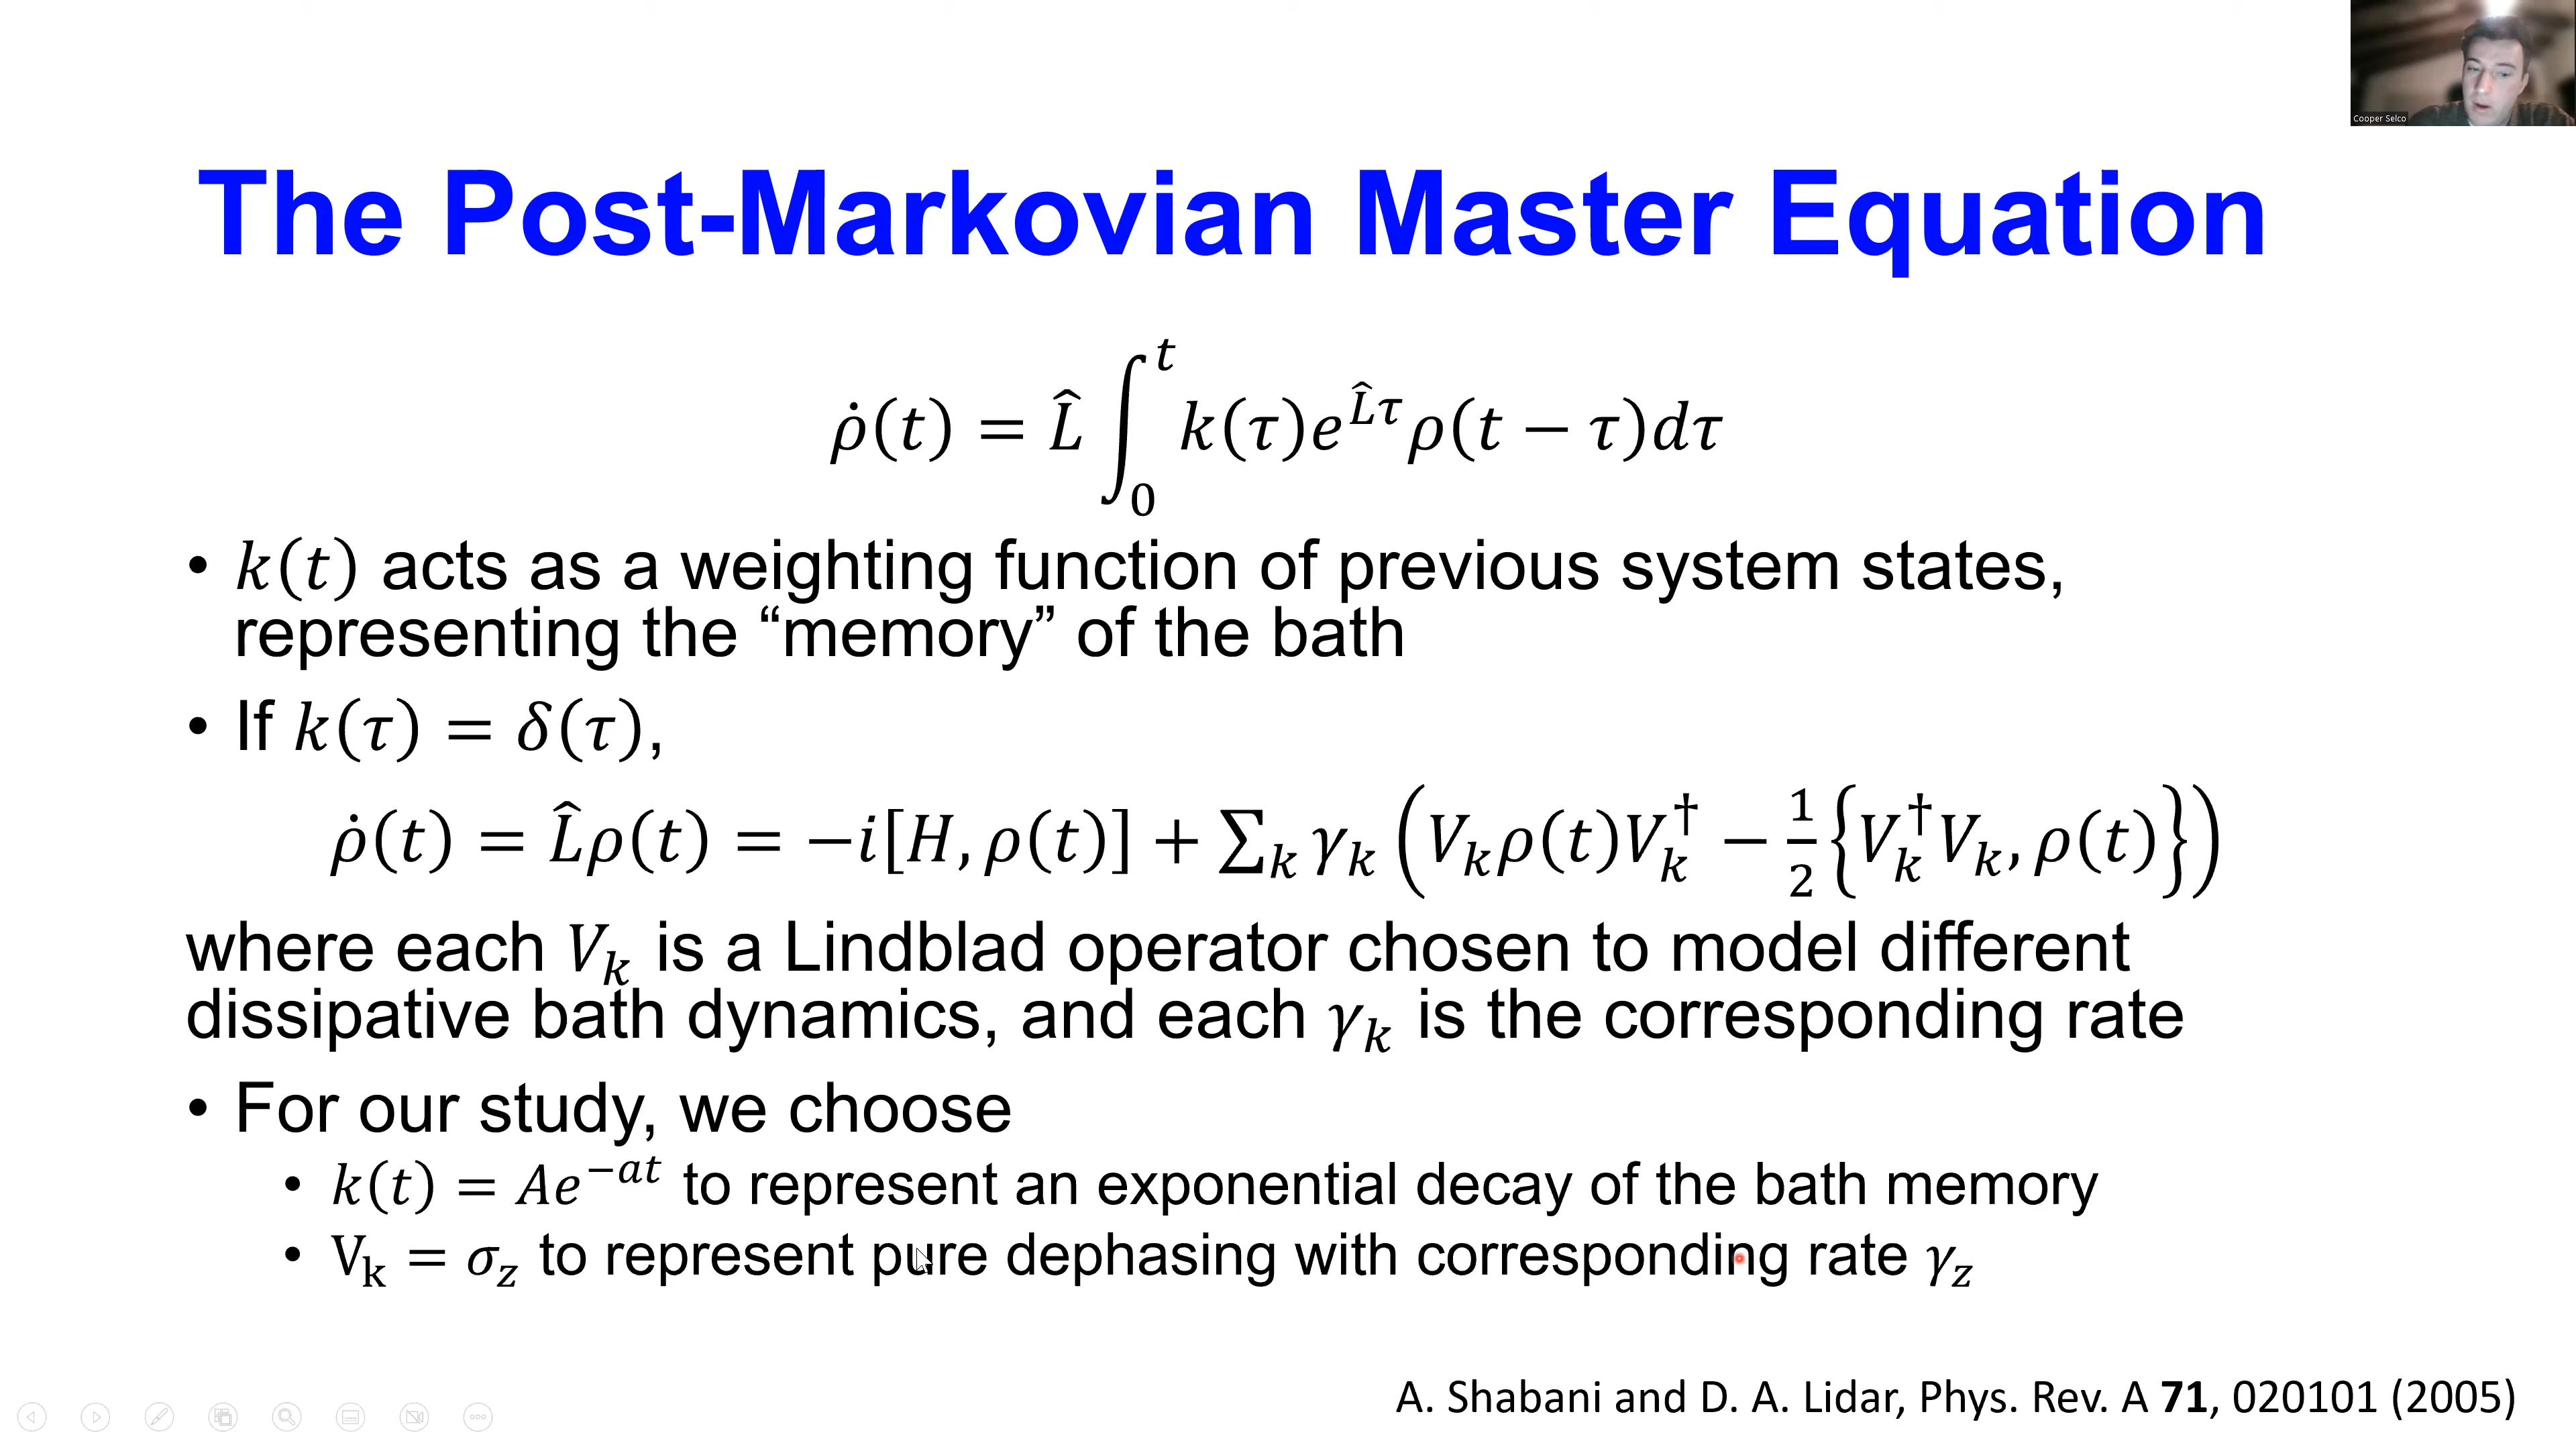 Cooper Selco
The Post-Markovian Master Equation
ρ̇(t) = L̂ ∫₀ᵗ k(τ)e^{L̂τ}ρ(t − τ)dτ
• k(t) acts as a weighting function of previous system states,
representing the “memory” of the bath
• If k(τ) = δ(τ),
ρ̇(t) = L̂ρ(t) = −i[H, ρ(t)] + ∑ₖ γₖ (Vₖρ(t)Vₖ† − ½{Vₖ†Vₖ, ρ(t)})
where each Vₖ is a Lindblad operator chosen to model different
dissipative bath dynamics, and each γₖ is the corresponding rate
• For our study, we choose
• k(t) = Ae^{−at} to represent an exponential decay of the bath memory
• Vₖ = σ_z to represent pure dephasing with corresponding rate γ_z
A. Shabani and D. A. Lidar, Phys. Rev. A 71, 020101 (2005)